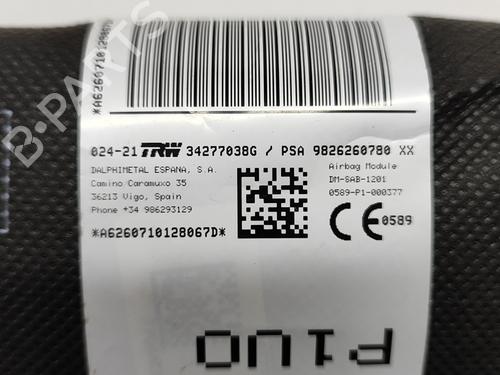 B-PARTS
*A6260710128067D*
024-21 TRW 34277038G / PSA 9826260780 XX
DALPHIMETAL ESPANA, S.A.
Camino Caramuxo 35
36213 Vigo, Spain
Phone +34 986293129
Airbag Module
DM-SAB-1201
0589-P1-000377
CE 0589
*A6260710128067D*
P1UO